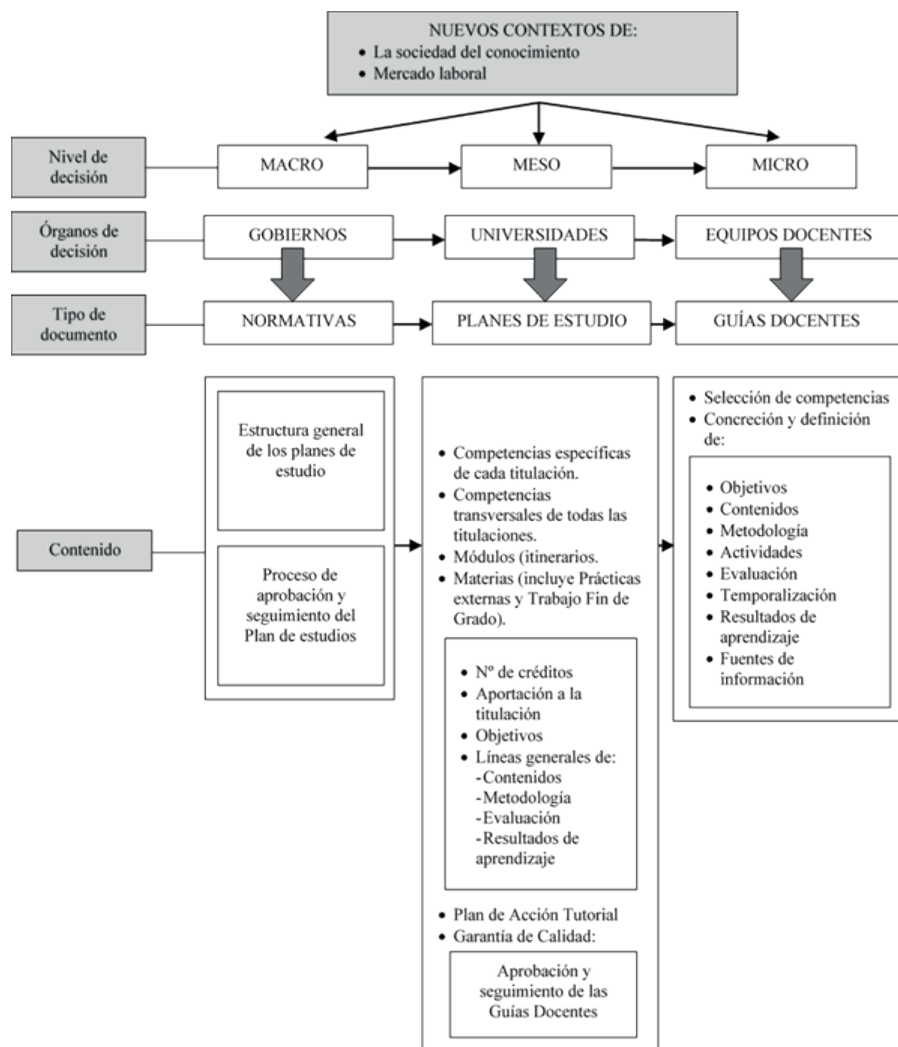 NUEVOS CONTEXTOS DE:
• La sociedad del conocimiento
• Mercado laboral
Nivel de
decisión
MACRO
MESO
MICRO
Órganos de
decisión
GOBIERNOS
UNIVERSIDADES
EQUIPOS DOCENTES
Tipo de
documento
NORMATIVAS
PLANES DE ESTUDIO
GUÍAS DOCENTES
Contenido
Estructura general
de los planes de
estudio
Proceso de
aprobación y
seguimiento del
Plan de estudios
• Competencias específicas
de cada titulación.
• Competencias
transversales de todas las
titulaciones.
• Módulos (itinerarios.
• Materias (incluye Prácticas
externas y Trabajo Fin de
Grado).
• Nº de créditos
• Aportación a la
titulación
• Objetivos
• Líneas generales de:
-Contenidos
-Metodología
-Evaluación
-Resultados de
aprendizaje
• Plan de Acción Tutorial
• Garantía de Calidad:
Aprobación y
seguimiento de las
Guías Docentes
• Selección de competencias
• Concreción y definición
de:
• Objetivos
• Contenidos
• Metodología
• Actividades
• Evaluación
• Temporalización
• Resultados de
aprendizaje
• Fuentes de
información